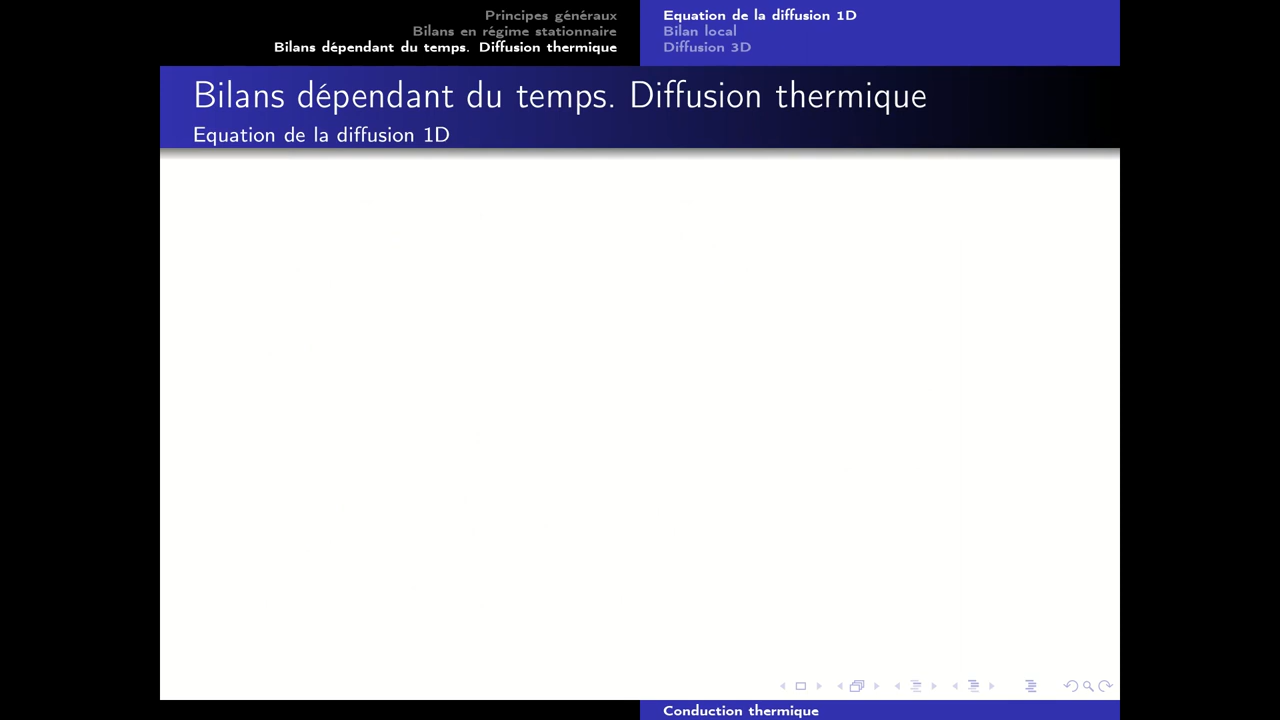 Principes généraux
Bilans en régime stationnaire
Bilans dépendant du temps. Diffusion thermique
Equation de la diffusion 1D
Bilan local
Diffusion 3D
Bilans dépendant du temps. Diffusion thermique
Equation de la diffusion 1D
Conduction thermique